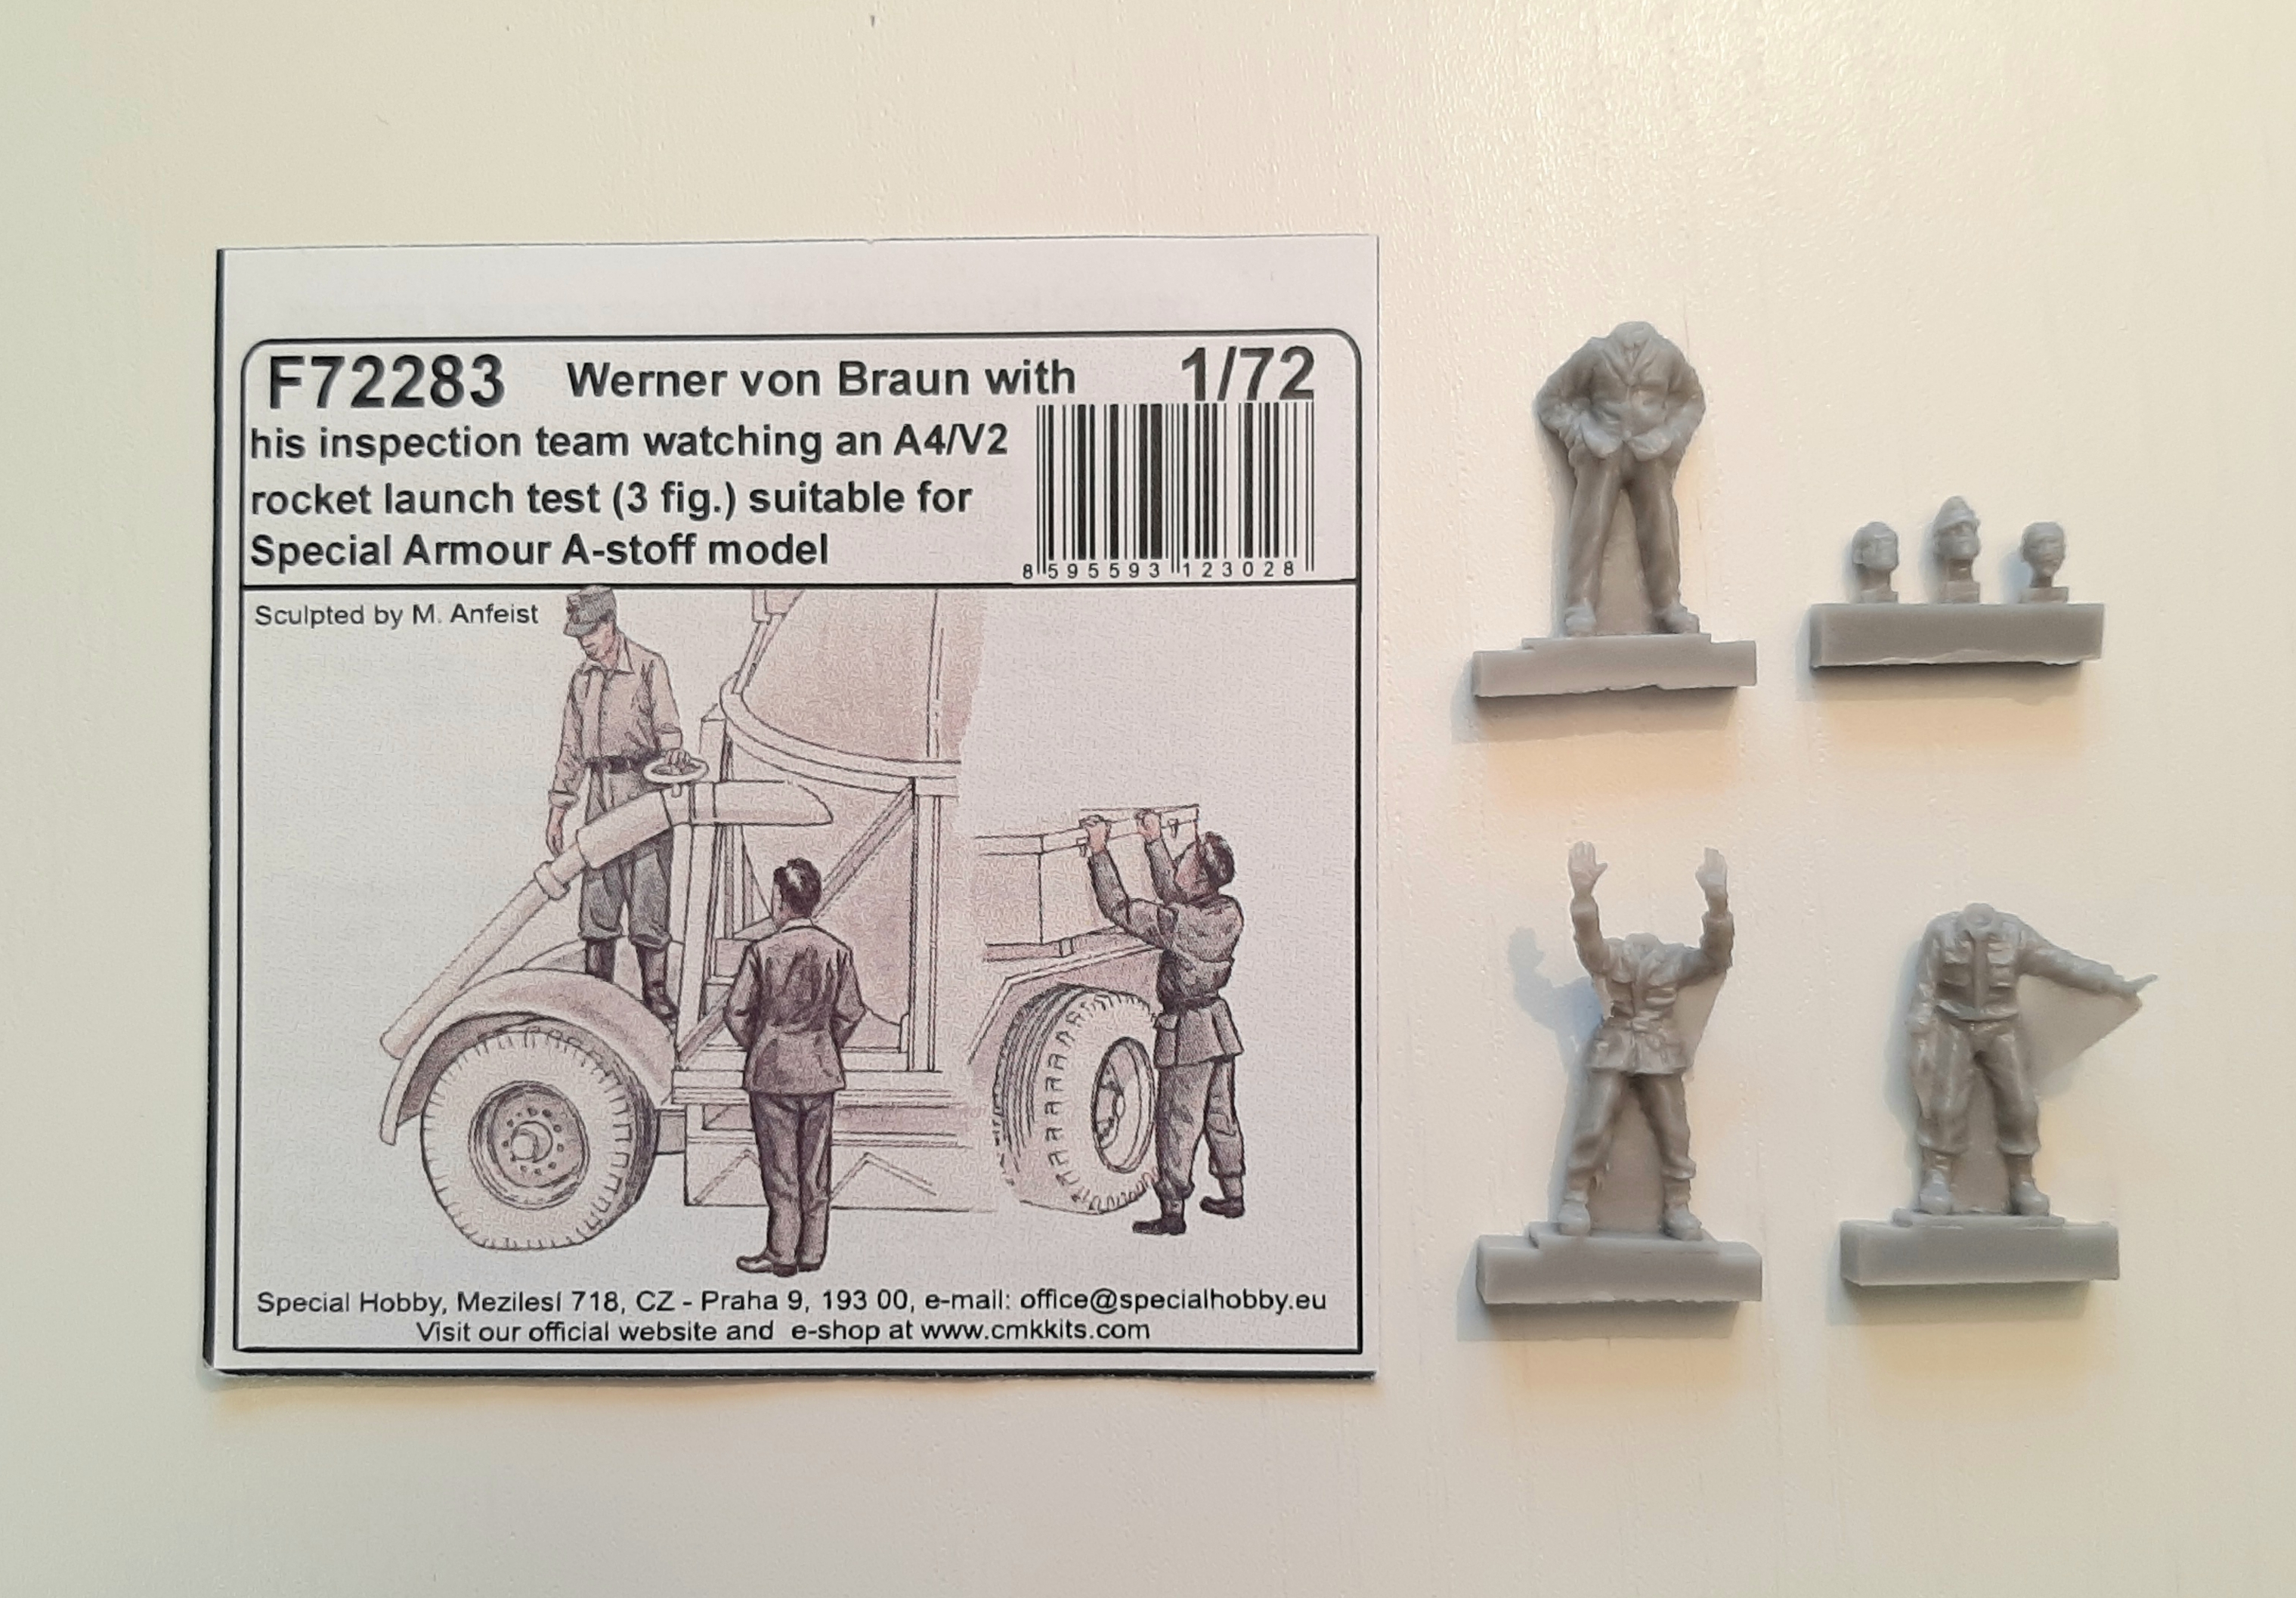 F72283 Werner von Braun with 1/72
his inspection team watching an A4/V2
rocket launch test (3 fig.) suitable for
Special Armour A-stoff model
8 595593 123028
Sculpted by M. Anfeist
Special Hobby, Mezilesí 718, CZ - Praha 9, 193 00, e-mail: office@specialhobby.eu
Visit our official website and e-shop at www.cmkkits.com